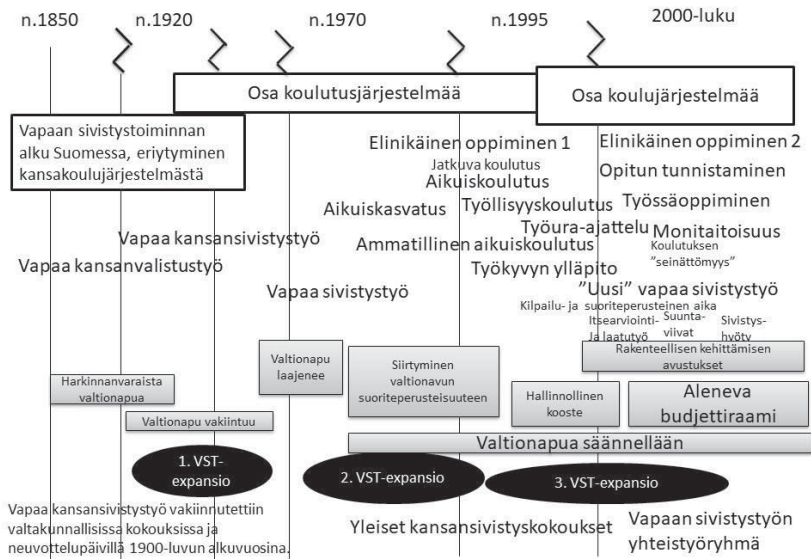 n.1850
n.1920
n.1970
n.1995
2000-luku
Osa koulutusjärjestelmää
Osa koulujärjestelmää
Vapaan sivistystoiminnan
alku Suomessa, eriytyminen
kansakoulujärjestelmästä
Elinikäinen oppiminen 1
Jatkuva koulutus
Aikuiskoulutus
Elinikäinen oppiminen 2
Opitun tunnistaminen
Aikuiskasvatus
Työllisyyskoulutus
Työssäoppiminen
Työura-ajattelu
Monitaitoisuus
Vapaa kansansivistystyö
Ammatillinen aikuiskoulutus
Koulutuksen
"seinättömyys"
Vapaa kansanvalistustyö
Työkyvyn ylläpito
Vapaa sivistystyö
"Uusi" vapaa sivistystyö
Kilpailu- ja suoriteperusteinen aika
Itsearviointi-
ja laatutyö
Suunta-
viivat
Sivistys-
hyöty
Rakenteellisen kehittämisen
avustukset
Harkinnanvaraista
valtionapua
Valtionapu
laajenee
Siirtyminen
valtionavun
suoriteperusteisuuteen
Hallinnollinen
kooste
Aleneva
budjettiraami
Valtionapu vakiintuu
Valtionapua säännellään
1. VST-
expansio
2. VST-expansio
3. VST-expansio
Vapaa kansansivistystyö vakiinnutettiin
valtakunnallisissa kokouksissa ja
neuvottelupäivillä 1900-luvun alkuvuosina.
Yleiset kansansivistyskokoukset
Vapaan sivistystyön
yhteistyöryhmä